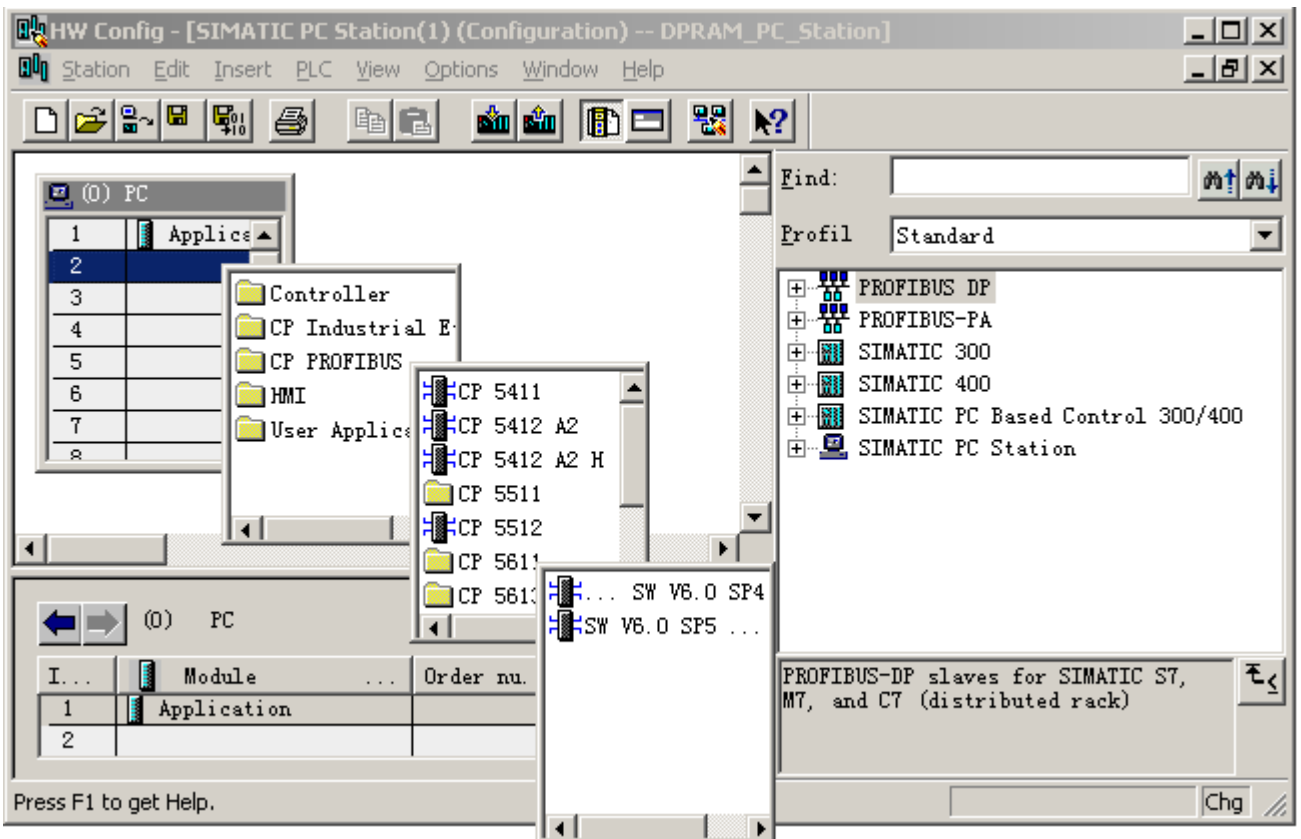 HW Config - [SIMATIC PC Station(1) (Configuration) -- DPRAM_PC_Station]
Station Edit Insert PLC View Options Window Help
(0) PC
1 Applica
2
3
4
5
6
7
8
Controller
CP Industrial E
CP PROFIBUS
HMI
User Applica
CP 5411
CP 5412 A2
CP 5412 A2 H
CP 5511
CP 5512
CP 5611
CP 5613
... SW V6.0 SP4
SW V6.0 SP5 ...
Find:
Profil Standard
PROFIBUS DP
PROFIBUS-PA
SIMATIC 300
SIMATIC 400
SIMATIC PC Based Control 300/400
SIMATIC PC Station
(0) PC
I... Module ... Order nu.
1 Application
2
PROFIBUS-DP slaves for SIMATIC S7,
M7, and C7 (distributed rack)
Press F1 to get Help.
Chg